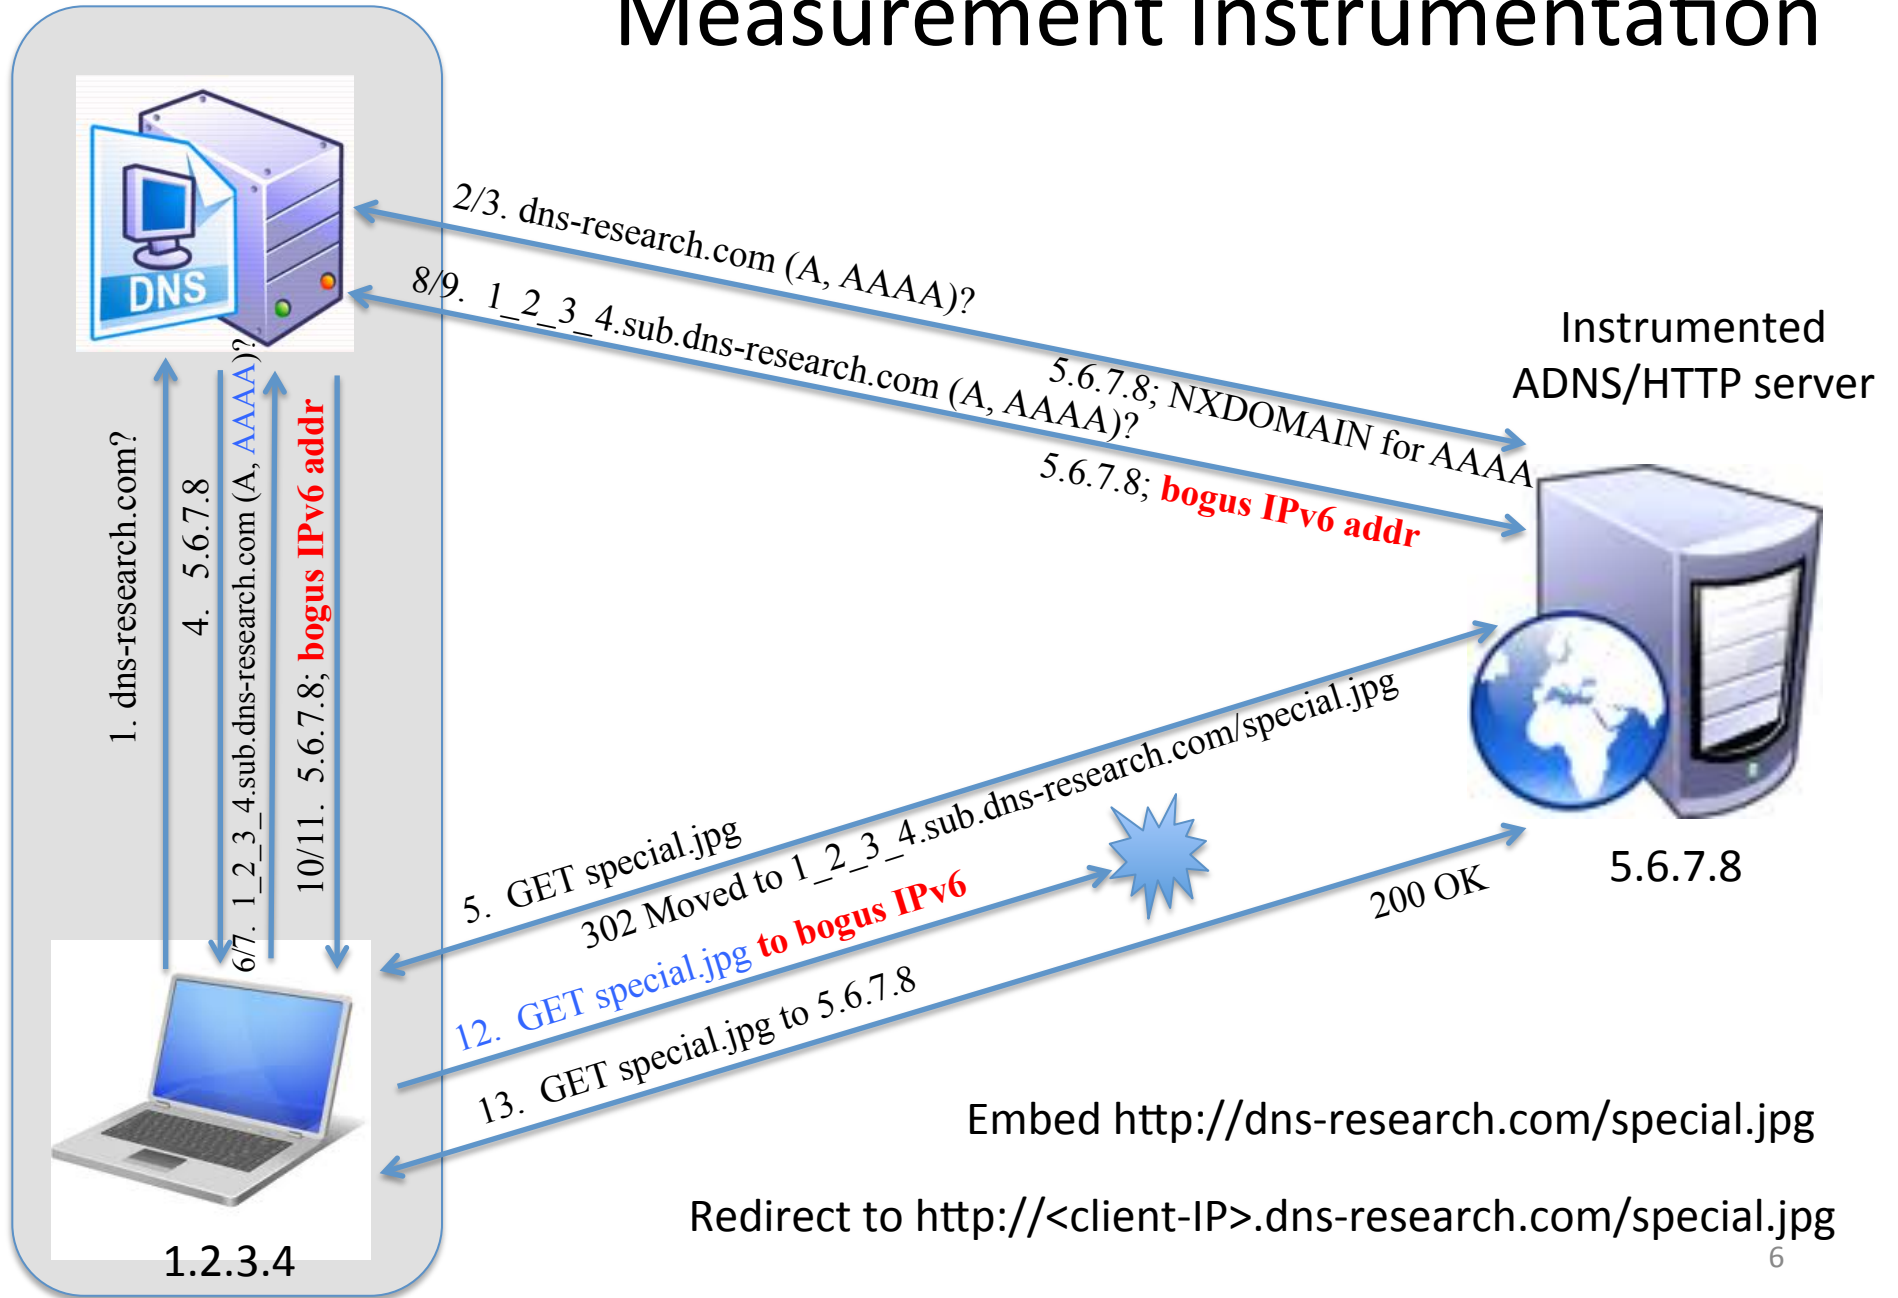 Measurement Instrumentation
DNS
2/3. dns-research.com (A, AAAA)?
5.6.7.8; NXDOMAIN for AAAA
8/9. 1_2_3_4.sub.dns-research.com (A, AAAA)?
5.6.7.8; bogus IPv6 addr
Instrumented
ADNS/HTTP server
1. dns-research.com?
4. 5.6.7.8
6/7. 1_2_3_4.sub.dns-research.com (A, AAAA)?
10/11. 5.6.7.8; bogus IPv6 addr
5. GET special.jpg
302 Moved to 1_2_3_4.sub.dns-research.com/special.jpg
12. GET special.jpg to bogus IPv6
13. GET special.jpg to 5.6.7.8
200 OK
5.6.7.8
1.2.3.4
Embed http://dns-research.com/special.jpg
Redirect to http://<client-IP>.dns-research.com/special.jpg
6